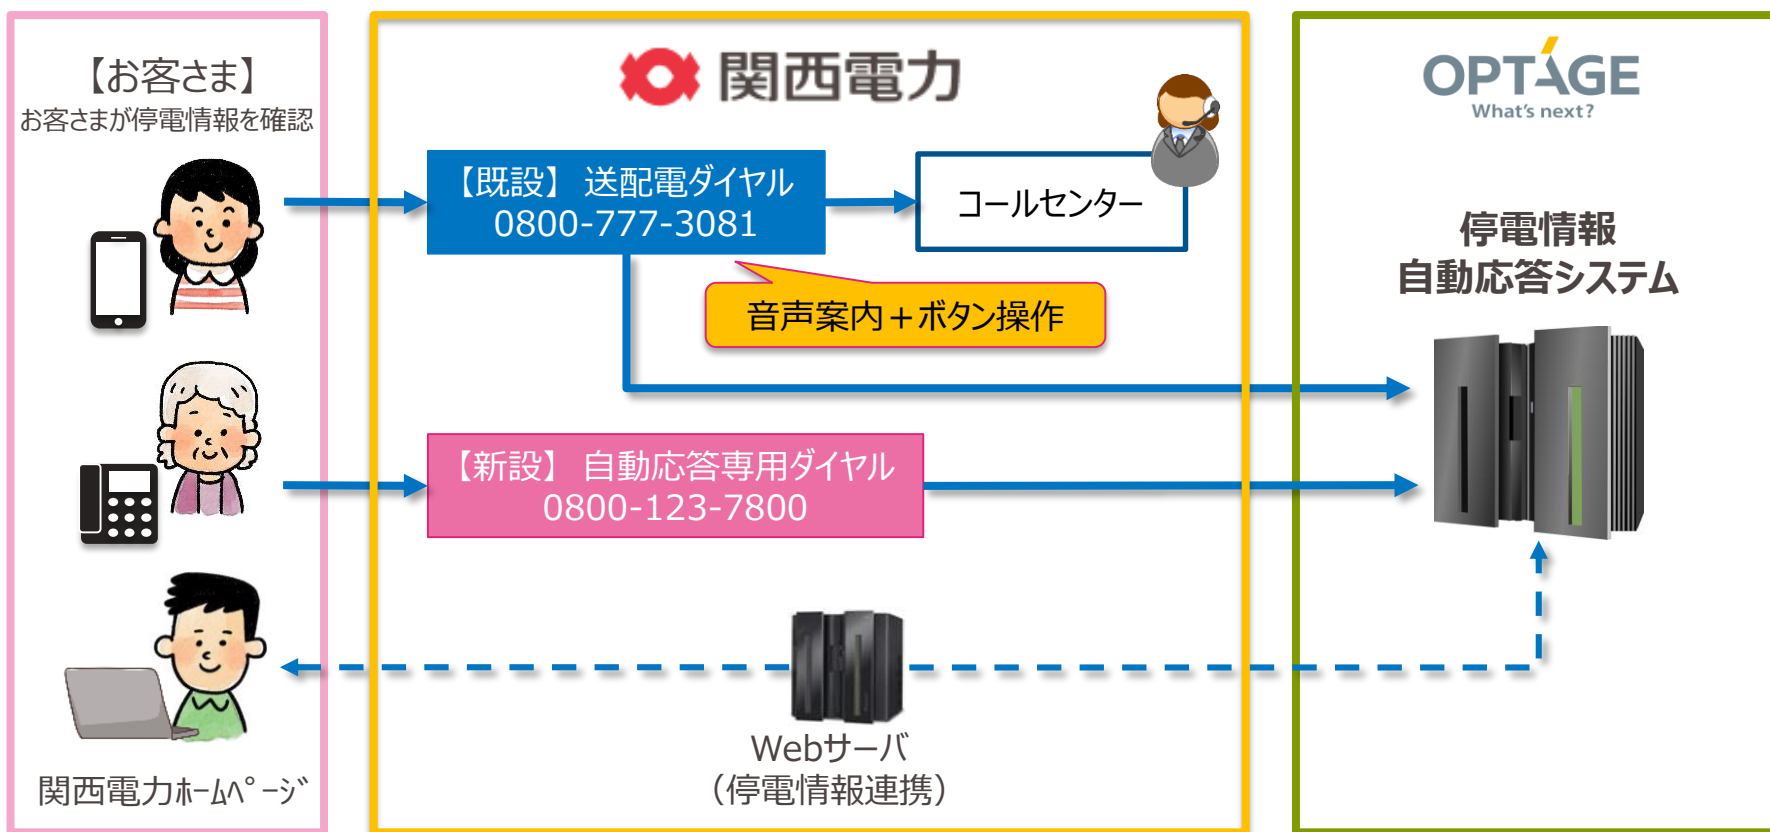 【お客さま】
お客さまが停電情報を確認
関西電力ホームページ
関西電力
【既設】 送配電ダイヤル
0800-777-3081
コールセンター
音声案内+ボタン操作
【新設】 自動応答専用ダイヤル
0800-123-7800
Webサーバ
(停電情報連携)
OPTAGE
What's next?
停電情報
自動応答システム